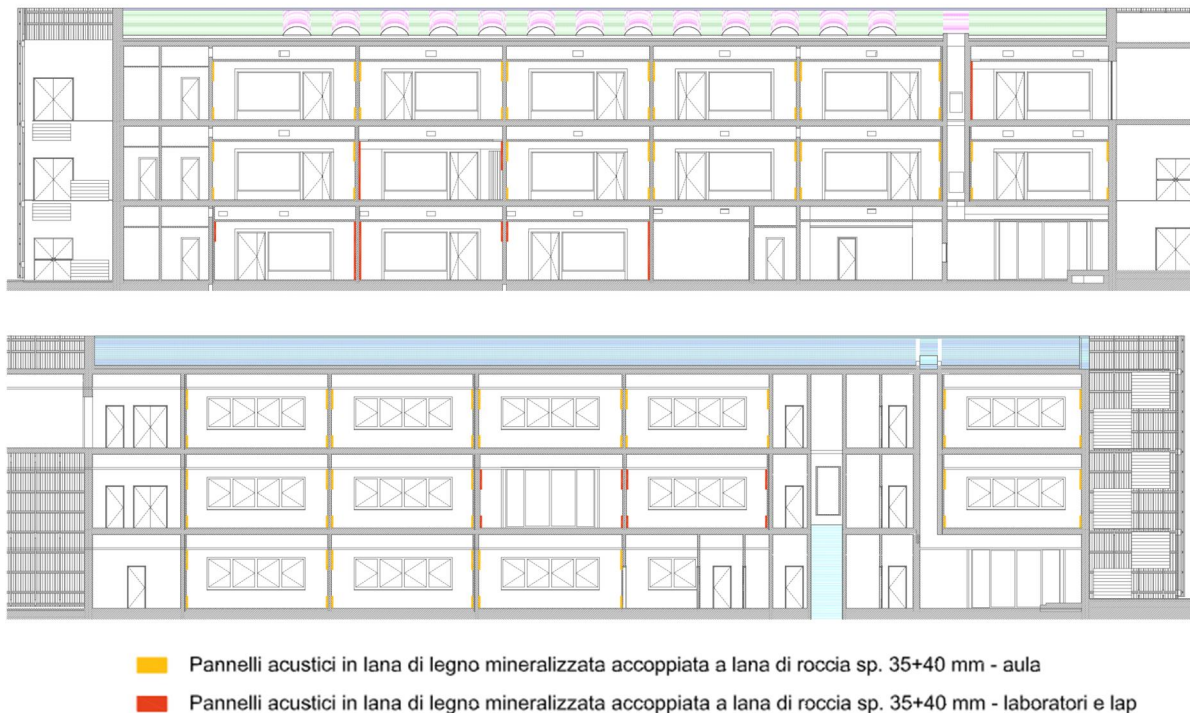 Pannelli acustici in lana di legno mineralizzata accoppiata a lana di roccia sp. 35+40 mm - aula
Pannelli acustici in lana di legno mineralizzata accoppiata a lana di roccia sp. 35+40 mm - laboratori e lap